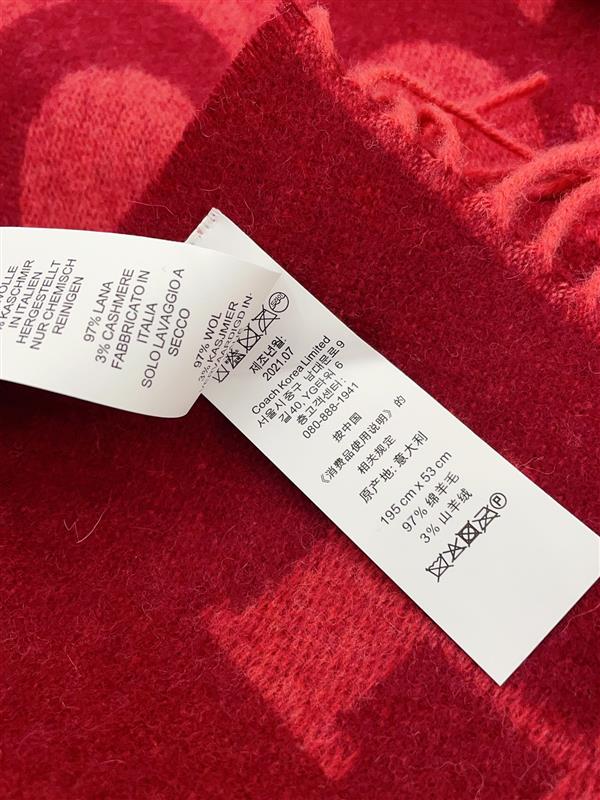 KASCHMIR
IN ITALIEN
HERGESTELLT
NUR CHEMISCH
REINIGEN
97% LANA
3% CASHMERE
FABBRICATO IN
ITALIA
SOLO LAVAGGIO A
SECCO
97% WOL
3% KASJMIER
IN:
제조년월:
2021.07
Coach Korea Limited
서울시 중구 남대문로 9
길 40, YG타워 6
층고객센터:
080-888-1941
按中国
《消费品使用说明》的
相关规定
原产地: 意大利
195 cm x 53 cm
97% 绵羊毛
3% 山羊绒
P